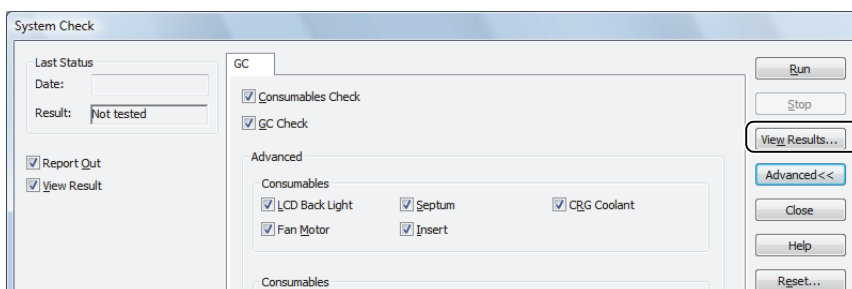 System Check
Last Status
Date:
Result: Not tested
Report Out
View Result
GC
Consumables Check
GC Check
Advanced
Consumables
LCD Back Light Septum CRG Coolant
Fan Motor Insert
Consumables
Run
Stop
View Results...
Advanced<<
Close
Help
Reset...